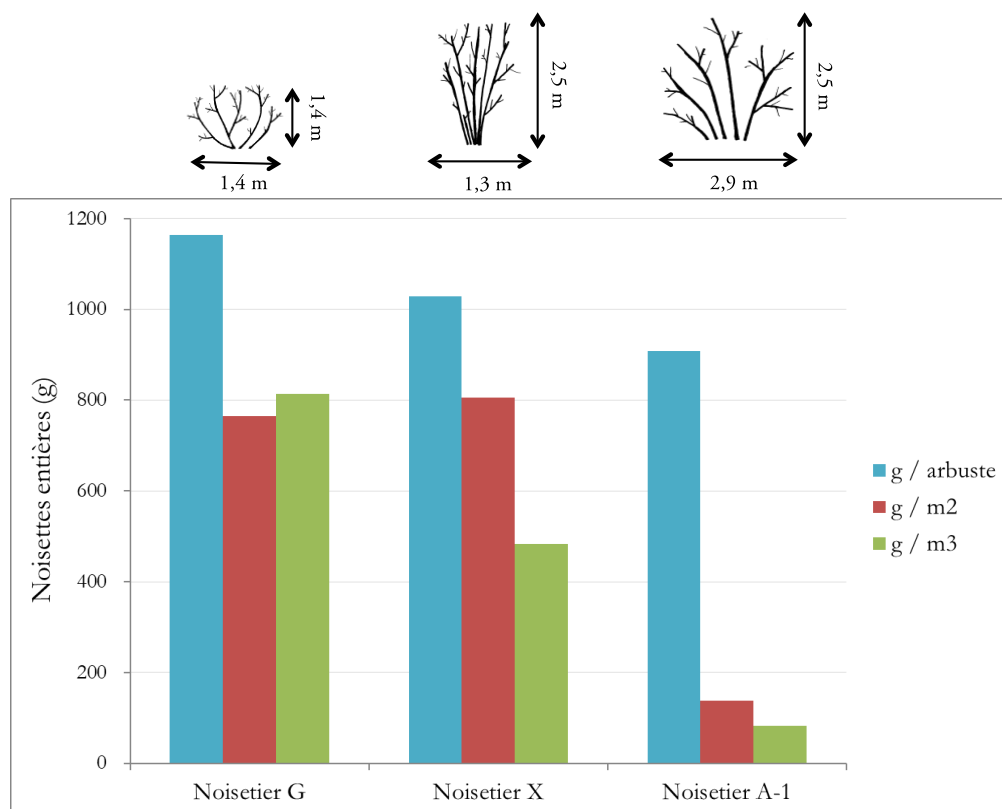 1,4 m
1,4 m
2,5 m
1,3 m
2,5 m
2,9 m
Noisettes entières (g)
1200
1000
800
600
400
200
0
Noisetier G
Noisetier X
Noisetier A-1
g / arbuste
g / m2
g / m3